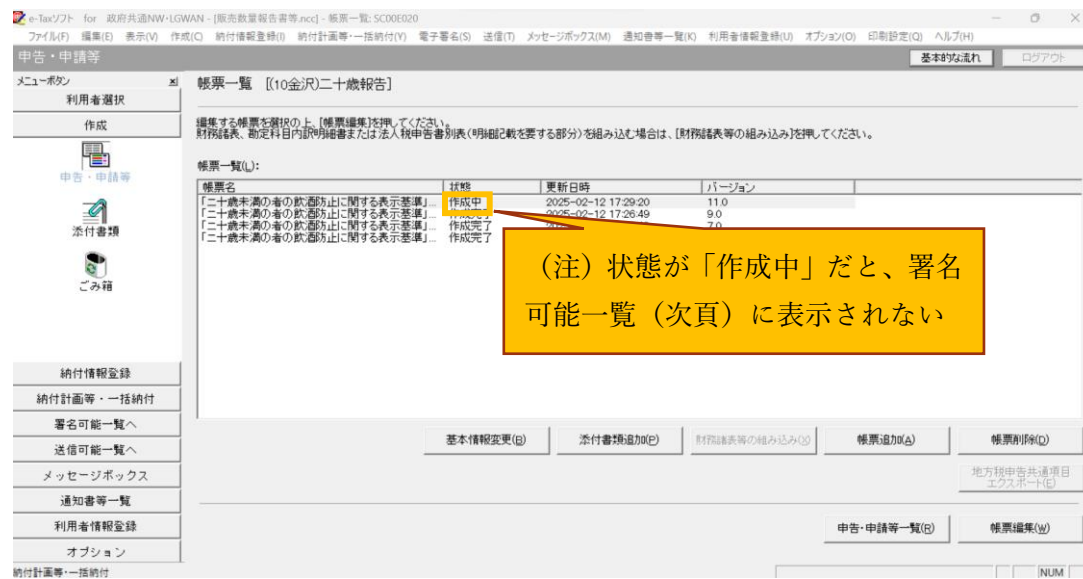 e-Taxソフト for 政府共通NW・LGWAN - [販売数量報告書等.ncc] - 帳票一覧: SC00E020
ファイル(F) 編集(E) 表示(V) 作成(C) 納付情報登録(I) 納付計画等・一括納付(Y) 電子署名(S) 送信(T) メッセージボックス(M) 通知書等一覧(K) 利用者情報登録(U) オプション(O) 印刷設定(Q) ヘルプ(H)
申告・申請等 基本的な流れ ログアウト
メニューボタン
利用者選択
作成
申告・申請等
添付書類
ごみ箱
納付情報登録
納付計画等・一括納付
署名可能一覧へ
送信可能一覧へ
メッセージボックス
通知書等一覧
利用者情報登録
オプション
帳票一覧 [(10金沢)二十歳報告]
編集する帳票を選択の上、[帳票編集]を押してください。
財務諸表、勘定科目内訳明細書または法人税申告書別表(明細記載を要する部分)を組み込む場合は、[財務諸表等の組み込み]を押してください。
帳票一覧(L):
帳票名 状態 更新日時 バージョン
「二十歳未満の者の飲酒防止に関する表示基準」... 作成中 2025-02-12 17:29:20 11.0
「二十歳未満の者の飲酒防止に関する表示基準」... 2025-02-12 17:26:49 9.0
「二十歳未満の者の飲酒防止に関する表示基準」... 作成完了 7.0
「二十歳未満の者の飲酒防止に関する表示基準」... 作成完了
(注)状態が「作成中」だと、署名
可能一覧(次頁)に表示されない
基本情報変更(B) 添付書類追加(P) 財務諸表等の組み込み(X) 帳票追加(A) 帳票削除(D)
地方税申告共通項目
エクスポート(E)
申告・申請等一覧(R) 帳票編集(W)
納付計画等・一括納付 NUM